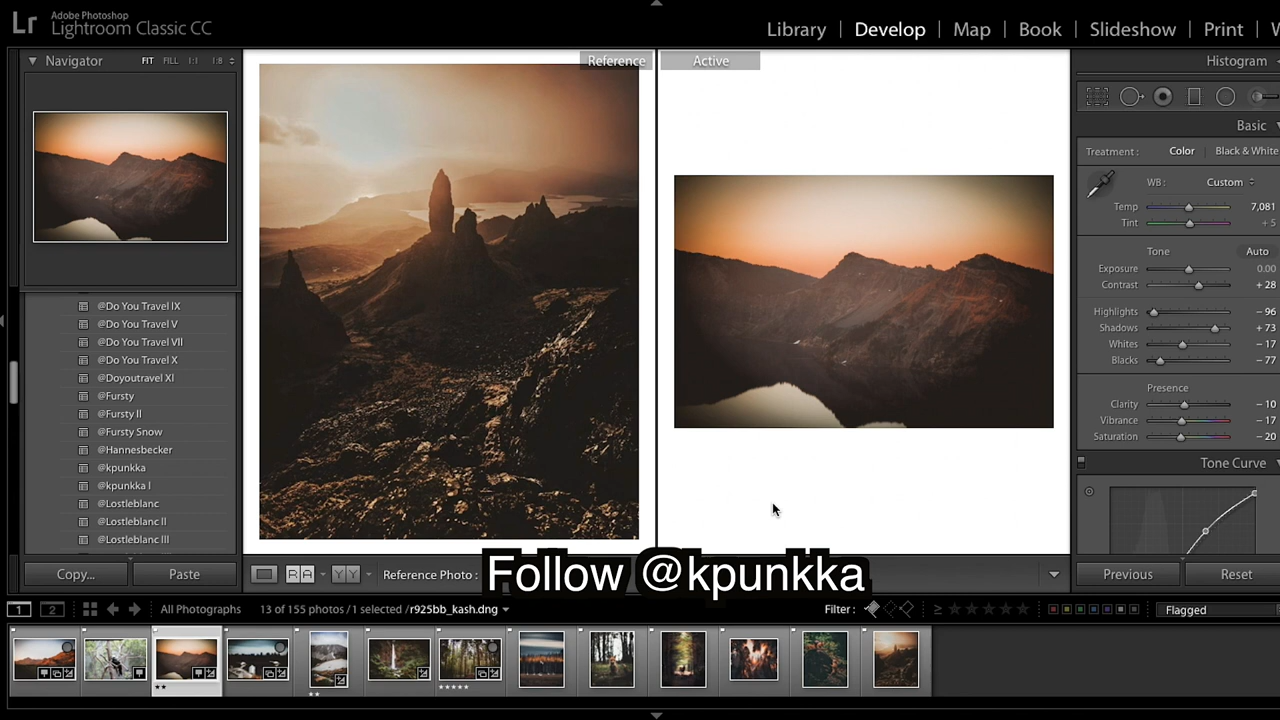 Lr
Adobe Photoshop
Lightroom Classic CC
Library | Develop | Map | Book | Slideshow | Print |
Navigator FIT FILL 1:1 1:8
Reference
Active
Histogram
Basic
Treatment : Color Black & White
WB: Custom
Temp 7,081
Tint + 5
Tone Auto
Exposure 0.00
Contrast + 28
Highlights - 96
Shadows + 73
Whites - 17
Blacks - 77
Presence
Clarity - 10
Vibrance - 17
Saturation - 20
Tone Curve
@Do You Travel IX
@Do You Travel V
@Do You Travel VII
@Do You Travel X
@Doyoutravel XI
@Fursty
@Fursty II
@Fursty Snow
@Hannesbecker
@kpunkka
@kpunkka I
@Lostleblanc
@Lostleblanc II
@Lostleblanc III
Copy... Paste
R A Y Y Reference Photo :
Follow @kpunkka
Previous Reset
1 2 All Photographs 13 of 155 photos / 1 selected / r925bb_kash.dng
Filter : ≥ Flagged